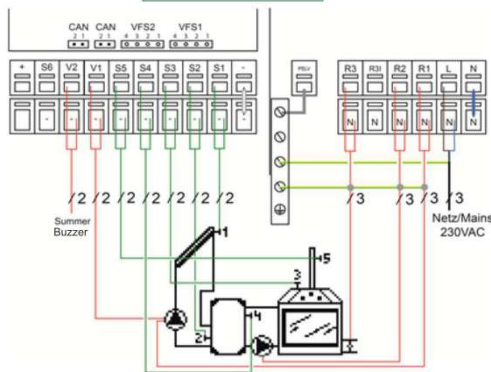 CAN CAN VFS2 VFS1
2 1 2 1 4 3 2 1 4 3 2 1
+ S6 V2 V1 S5 S4 S3 S2 S1 -
PELV
R3 R3I R2 R1 L N
- - - - - - -
N N N N N N
2 2 2 2 2 2 2
3 3 3 3
Summer
Buzzer
Netz/Mains
230VAC
1
5
3
4
2